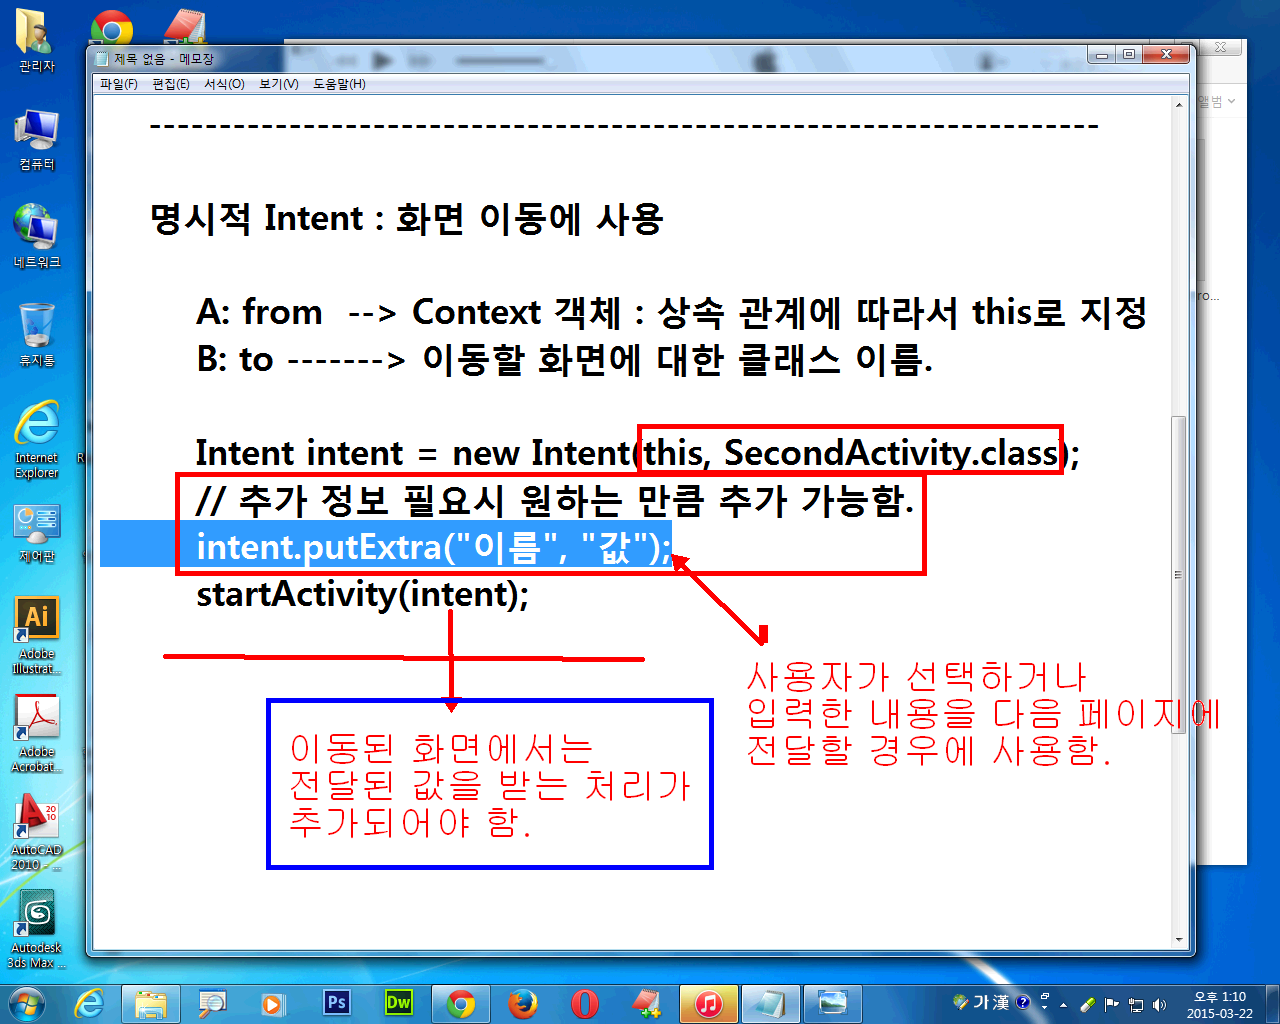 관리자
제목 없음 - 메모장
파일(F) 편집(E) 서식(O) 보기(V) 도움말(H)
앨범
컴퓨터
네트워크
휴지통
Internet Explorer
제어판
Ai
Adobe Illustrat...
Adobe Acrobat...
AutoCAD 2010 - ...
Autodesk 3ds Max ...
ro...
--------------------------------------------------------------------
명시적 Intent : 화면 이동에 사용
A: from --> Context 객체 : 상속 관계에 따라서 this로 지정
B: to -------> 이동할 화면에 대한 클래스 이름.
Intent intent = new Intent(this, SecondActivity.class);
// 추가 정보 필요시 원하는 만큼 추가 가능함.
intent.putExtra("이름", "값");
startActivity(intent);
사용자가 선택하거나
입력한 내용을 다음 페이지에
전달할 경우에 사용함.
이동된 화면에서는
전달된 값을 받는 처리가
추가되어야 함.
Ps Dw
가 漢
오후 1:10
2015-03-22